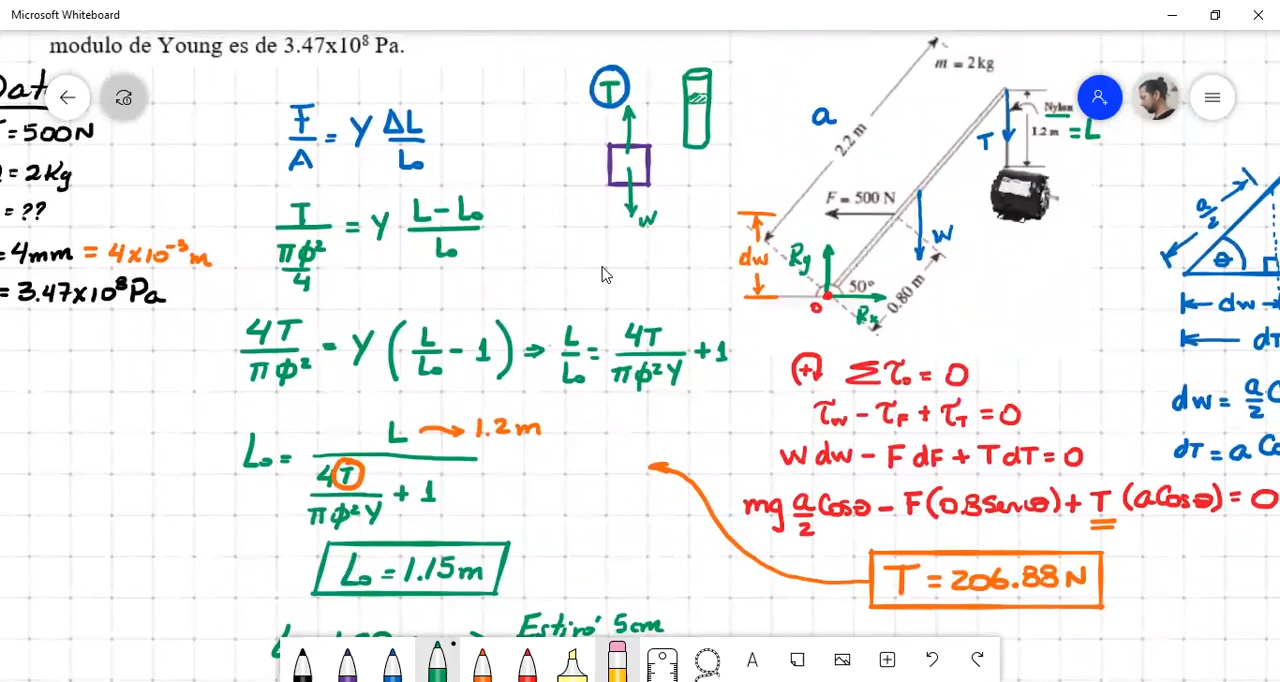 Microsoft Whiteboard
modulo de Young es de 3.47x10⁸ Pa.
= 500N
= 2Kg
= ??
= 4mm = 4x10⁻³ m
= 3.47x10⁸Pa
F/A = Y ΔL/L₀
T/(πφ²/4) = Y (L-L₀)/L₀
4T/πφ² = Y (L/L₀ - 1) ⇒ L/L₀ = 4T/πφ²Y + 1
L₀ = L/(4T/πφ²Y + 1)
→ 1.2m
L₀ = 1.15m
Estiró 5cm
T
W
m = 2 kg
a
2.2 m
Nylon
1.2 m = L
T
F = 500 N
W
dw
Ry
50°
0.80 m
O
Rx
(+) Στ₀ = 0
τw - τF + τT = 0
W dw - F dF + T dT = 0
mg a/2 Cosθ - F(0.8 Senθ) + T (a Cosθ) = 0
T = 206.88 N
a/2
θ
dw
dT
dw = a/2
dT = a Co
A